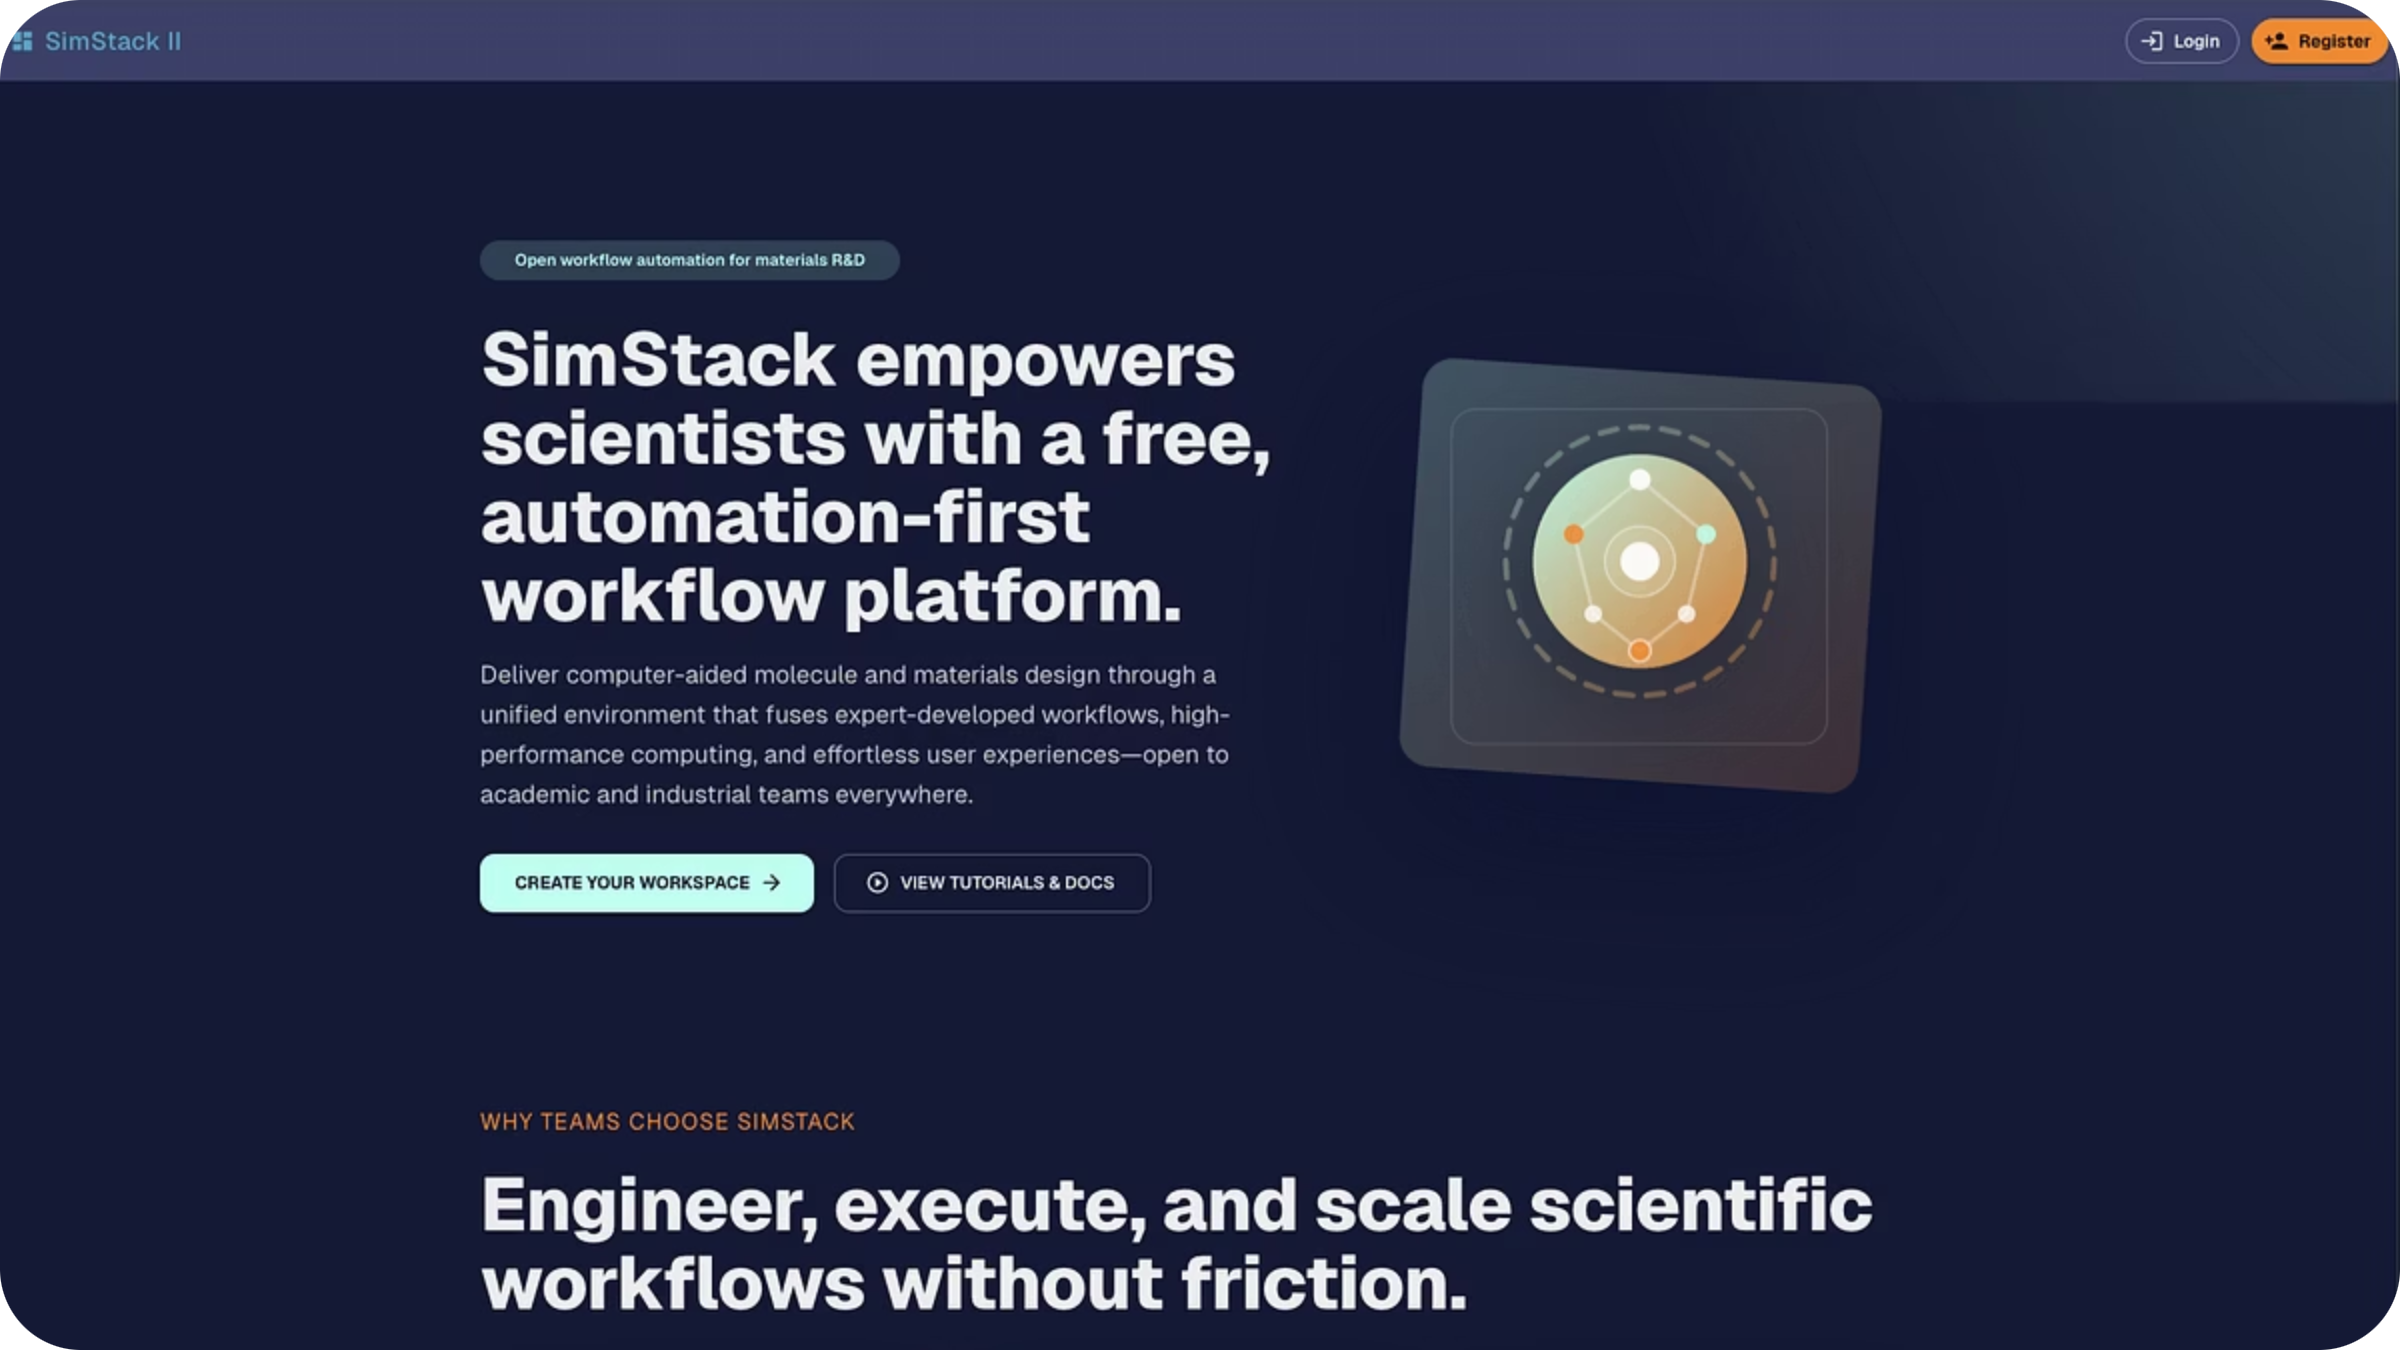 SimStack II
Login
Register
Open workflow automation for materials R&D
SimStack empowers
scientists with a free,
automation-first
workflow platform.
Deliver computer-aided molecule and materials design through a
unified environment that fuses expert-developed workflows, high-
performance computing, and effortless user experiences—open to
academic and industrial teams everywhere.
CREATE YOUR WORKSPACE
VIEW TUTORIALS & DOCS
WHY TEAMS CHOOSE SIMSTACK
Engineer, execute, and scale scientific
workflows without friction.